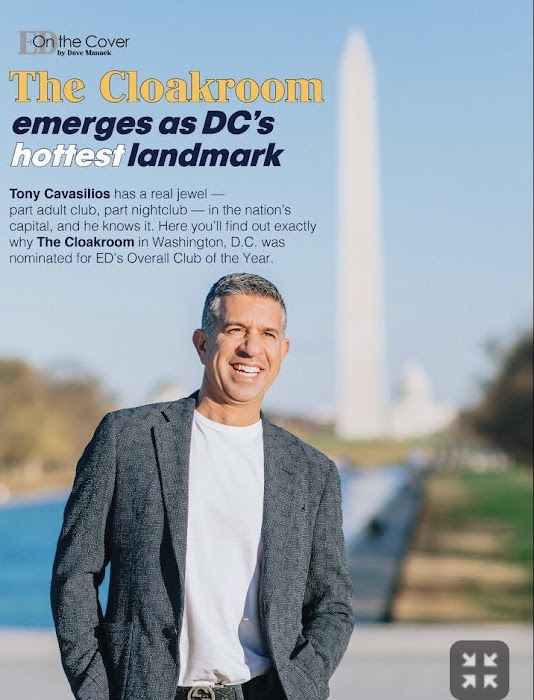 ED
On the Cover
by Dave Manack
The Cloakroom
emerges as DC's
hottest landmark
Tony Cavasilios has a real jewel —
part adult club, part nightclub — in the nation's
capital, and he knows it. Here you'll find out exactly
why The Cloakroom in Washington, D.C. was
nominated for ED's Overall Club of the Year.